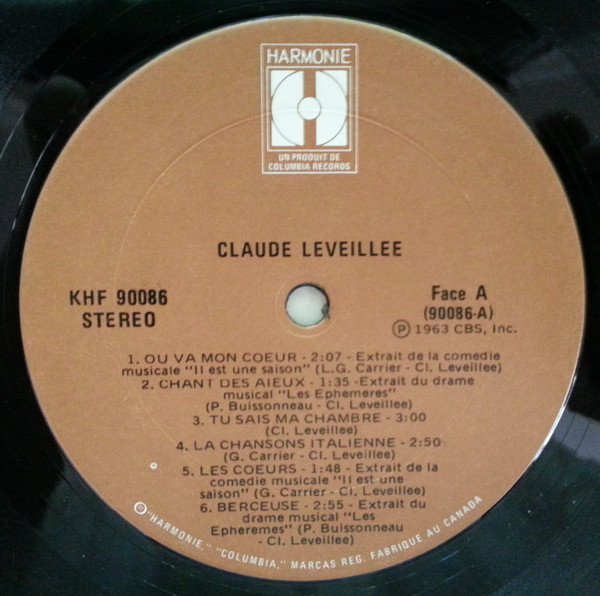 HARMONIE
UN PRODUIT DE
COLUMBIA RECORDS
CLAUDE LEVEILLEE
KHF 90086
STEREO
Face A
(90086-A)
Ⓟ 1963 CBS, Inc.
1. OU VA MON COEUR - 2:07 - Extrait de la comedie
musicale "Il est une saison" (L.G. Carrier - Cl. Leveillee)
2. CHANT DES AIEUX - 1:35 -Extrait du drame
musical "Les Ephemeres"
(P. Buissonneau - Cl. Leveillee)
3. TU SAIS MA CHAMBRE - 3:00
(Cl. Leveillee)
4. LA CHANSONS ITALIENNE - 2:50
(G. Carrier - Cl. Leveillee)
5. LES COEURS - 1:48 - Extrait de la
comedie musicale "Il est une
saison" (G. Carrier - Cl. Leveillee)
6. BERCEUSE - 2:55 - Extrait du
drame musical "Les
Epheremes" (P. Buissonneau
- Cl. Leveillee)
© "HARMONIE," "COLUMBIA," MARCAS REG. FABRIQUE AU CANADA